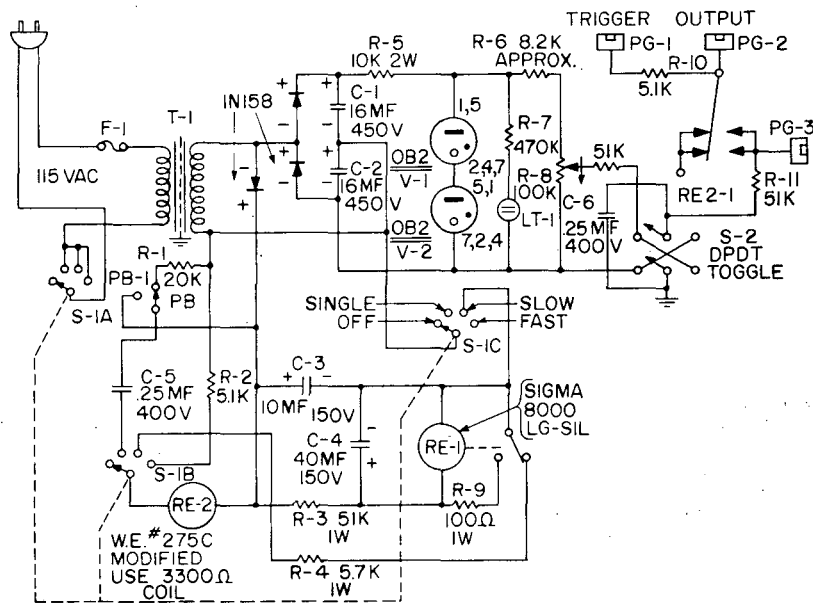 TRIGGER OUTPUT
PG-1 PG-2
R-5
10K 2W
R-6 8.2K
APPROX.
R-10
5.1K
PG-3
F-1
T-1
1N158
+
+
+
-
-
+
-
-
+
C-1
16MF
450V
+
C-2
16MF
450V
1,5
OB2
V-1
2,4,7
5,1
OB2
V-2
7,2,4
R-7
470K
R-8
100K
LT-1
51K
C-6
.25MF
400V
RE2-1
R-11
51K
S-2
DPDT
TOGGLE
115 VAC
R-1
20K
PB-1
PB
S-1A
SINGLE
OFF
SLOW
FAST
S-1C
C-5
.25MF
400V
R-2
5.1K
C-3
+ -
10MF
150V
C-4
40MF
150V
-
+
RE-1
SIGMA
8000
LG-SIL
S-1B
RE-2
R-3 51K
1W
R-9
100Ω
1W
W.E. #275C
MODIFIED
USE 3300Ω
COIL
R-4 5.7K
1W